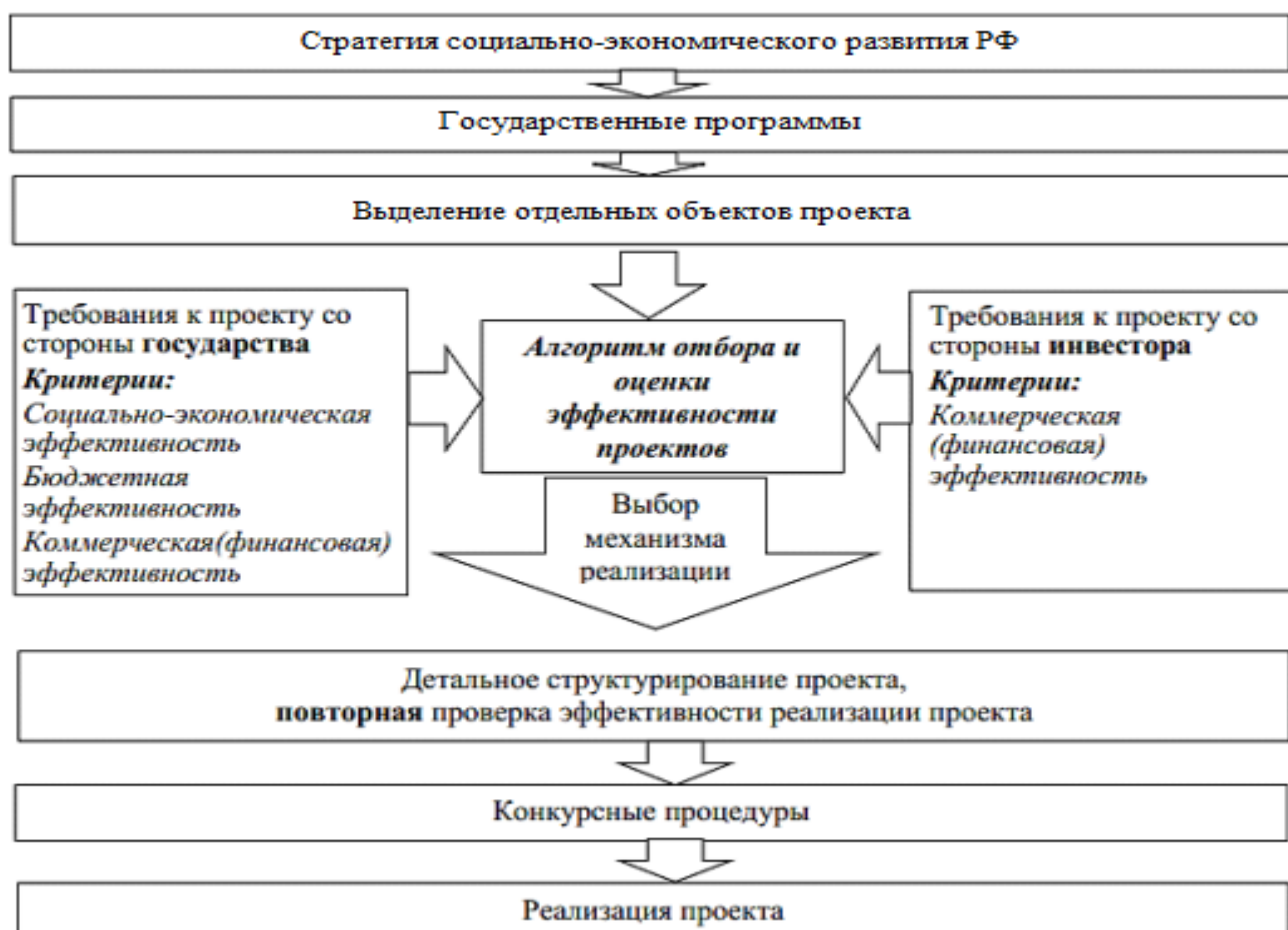 Стратегия социально-экономического развития РФ
Государственные программы
Выделение отдельных объектов проекта
Требования к проекту со
стороны государства
Критерии:
Социально-экономическая
эффективность
Бюджетная
эффективность
Коммерческая(финансовая)
эффективность
Алгоритм отбора и
оценки
эффективности
проектов
Требования к проекту со
стороны инвестора
Критерии:
Коммерческая
(финансовая)
эффективность
Выбор
механизма
реализации
Детальное структурирование проекта,
повторная проверка эффективности реализации проекта
Конкурсные процедуры
Реализация проекта